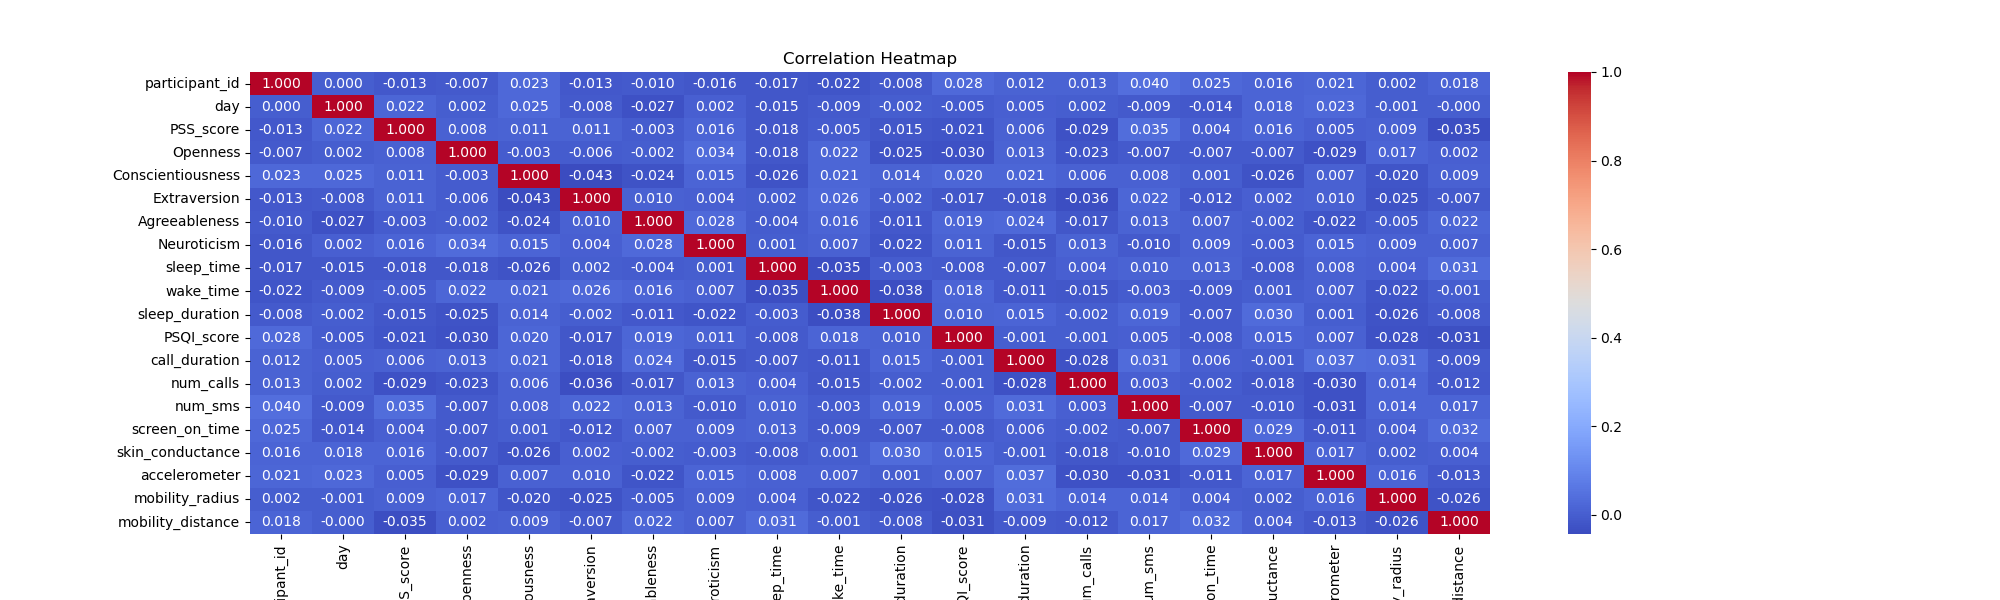 Correlation Heatmap
participant_id 1.000 0.000 -0.013 -0.007 0.023 -0.013 -0.010 -0.016 -0.017 -0.022 -0.008 0.028 0.012 0.013 0.040 0.025 0.016 0.021 0.002 0.018 1.0
day 0.000 1.000 0.022 0.002 0.025 -0.008 -0.027 0.002 -0.015 -0.009 -0.002 -0.005 0.005 0.002 -0.009 -0.014 0.018 0.023 -0.001 -0.000
PSS_score -0.013 0.022 1.000 0.008 0.011 0.011 -0.003 0.016 -0.018 -0.005 -0.015 -0.021 0.006 -0.029 0.035 0.004 0.016 0.005 0.009 -0.035
Openness -0.007 0.002 0.008 1.000 -0.003 -0.006 -0.002 0.034 -0.018 0.022 -0.025 -0.030 0.013 -0.023 -0.007 -0.007 -0.007 -0.029 0.017 0.002
0.8
Conscientiousness 0.023 0.025 0.011 -0.003 1.000 -0.043 -0.024 0.015 -0.026 0.021 0.014 0.020 0.021 0.006 0.008 0.001 -0.026 0.007 -0.020 0.009
Extraversion -0.013 -0.008 0.011 -0.006 -0.043 1.000 0.010 0.004 0.002 0.026 -0.002 -0.017 -0.018 -0.036 0.022 -0.012 0.002 0.010 -0.025 -0.007
Agreeableness -0.010 -0.027 -0.003 -0.002 -0.024 0.010 1.000 0.028 -0.004 0.016 -0.011 0.019 0.024 -0.017 0.013 0.007 -0.002 -0.022 -0.005 0.022
Neuroticism -0.016 0.002 0.016 0.034 0.015 0.004 0.028 1.000 0.001 0.007 -0.022 0.011 -0.015 0.013 -0.010 0.009 -0.003 0.015 0.009 0.007
0.6
sleep_time -0.017 -0.015 -0.018 -0.018 -0.026 0.002 -0.004 0.001 1.000 -0.035 -0.003 -0.008 -0.007 0.004 0.010 0.013 -0.008 0.008 0.004 0.031
wake_time -0.022 -0.009 -0.005 0.022 0.021 0.026 0.016 0.007 -0.035 1.000 -0.038 0.018 -0.011 -0.015 -0.003 -0.009 0.001 0.007 -0.022 -0.001
sleep_duration -0.008 -0.002 -0.015 -0.025 0.014 -0.002 -0.011 -0.022 -0.003 -0.038 1.000 0.010 0.015 -0.002 0.019 -0.007 0.030 0.001 -0.026 -0.008
PSQI_score 0.028 -0.005 -0.021 -0.030 0.020 -0.017 0.019 0.011 -0.008 0.018 0.010 1.000 -0.001 -0.001 0.005 -0.008 0.015 0.007 -0.028 -0.031 0.4
call_duration 0.012 0.005 0.006 0.013 0.021 -0.018 0.024 -0.015 -0.007 -0.011 0.015 -0.001 1.000 -0.028 0.031 0.006 -0.001 0.037 0.031 -0.009
num_calls 0.013 0.002 -0.029 -0.023 0.006 -0.036 -0.017 0.013 0.004 -0.015 -0.002 -0.001 -0.028 1.000 0.003 -0.002 -0.018 -0.030 0.014 -0.012
num_sms 0.040 -0.009 0.035 -0.007 0.008 0.022 0.013 -0.010 0.010 -0.003 0.019 0.005 0.031 0.003 1.000 -0.007 -0.010 -0.031 0.014 0.017
screen_on_time 0.025 -0.014 0.004 -0.007 0.001 -0.012 0.007 0.009 0.013 -0.009 -0.007 -0.008 0.006 -0.002 -0.007 1.000 0.029 -0.011 0.004 0.032 0.2
skin_conductance 0.016 0.018 0.016 -0.007 -0.026 0.002 -0.002 -0.003 -0.008 0.001 0.030 0.015 -0.001 -0.018 -0.010 0.029 1.000 0.017 0.002 0.004
accelerometer 0.021 0.023 0.005 -0.029 0.007 0.010 -0.022 0.015 0.008 0.007 0.001 0.007 0.037 -0.030 -0.031 -0.011 0.017 1.000 0.016 -0.013
mobility_radius 0.002 -0.001 0.009 0.017 -0.020 -0.025 -0.005 0.009 0.004 -0.022 -0.026 -0.028 0.031 0.014 0.014 0.004 0.002 0.016 1.000 -0.026
mobility_distance 0.018 -0.000 -0.035 0.002 0.009 -0.007 0.022 0.007 0.031 -0.001 -0.008 -0.031 -0.009 -0.012 0.017 0.032 0.004 -0.013 -0.026 1.000 0.0
ipant_id
day
S_score
penness
ousness
aversion
ableness
roticism
ep_time
ke_time
duration
QI_score
duration
um_calls
um_sms
on_time
uctance
rometer
_radius
distance